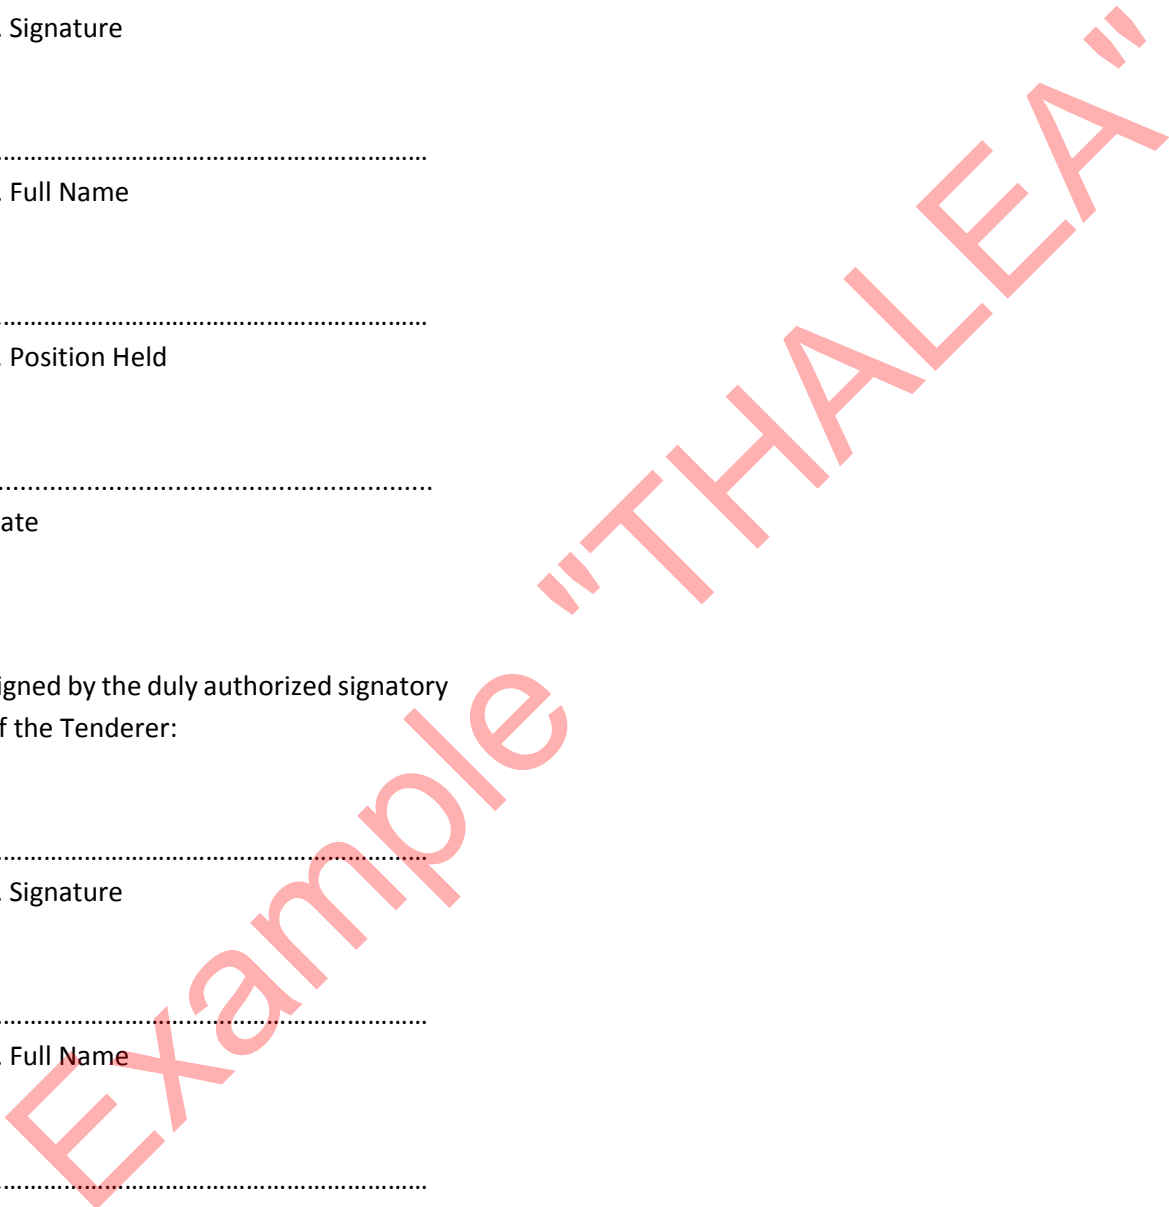 . Signature
………………………………………………………
. Full Name
………………………………………………………
. Position Held
..........................................................
ate
igned by the duly authorized signatory
f the Tenderer:
………………………………………………………
. Signature
………………………………………………………
. Full Name
………………………………………………………
Example "THALEA"